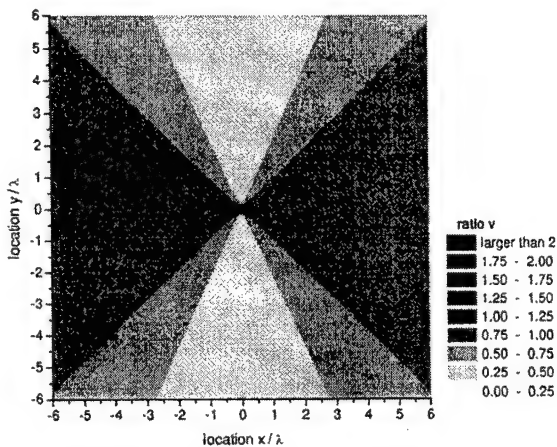 6
5
4
3
2
1
0
-1
-2
-3
-4
-5
-6
location y/λ
-6 -5 -4 -3 -2 -1 0 1 2 3 4 5 6
location x/λ
ratio v
larger than 2
1.75 - 2.00
1.50 - 1.75
1.25 - 1.50
1.00 - 1.25
0.75 - 1.00
0.50 - 0.75
0.25 - 0.50
0.00 - 0.25